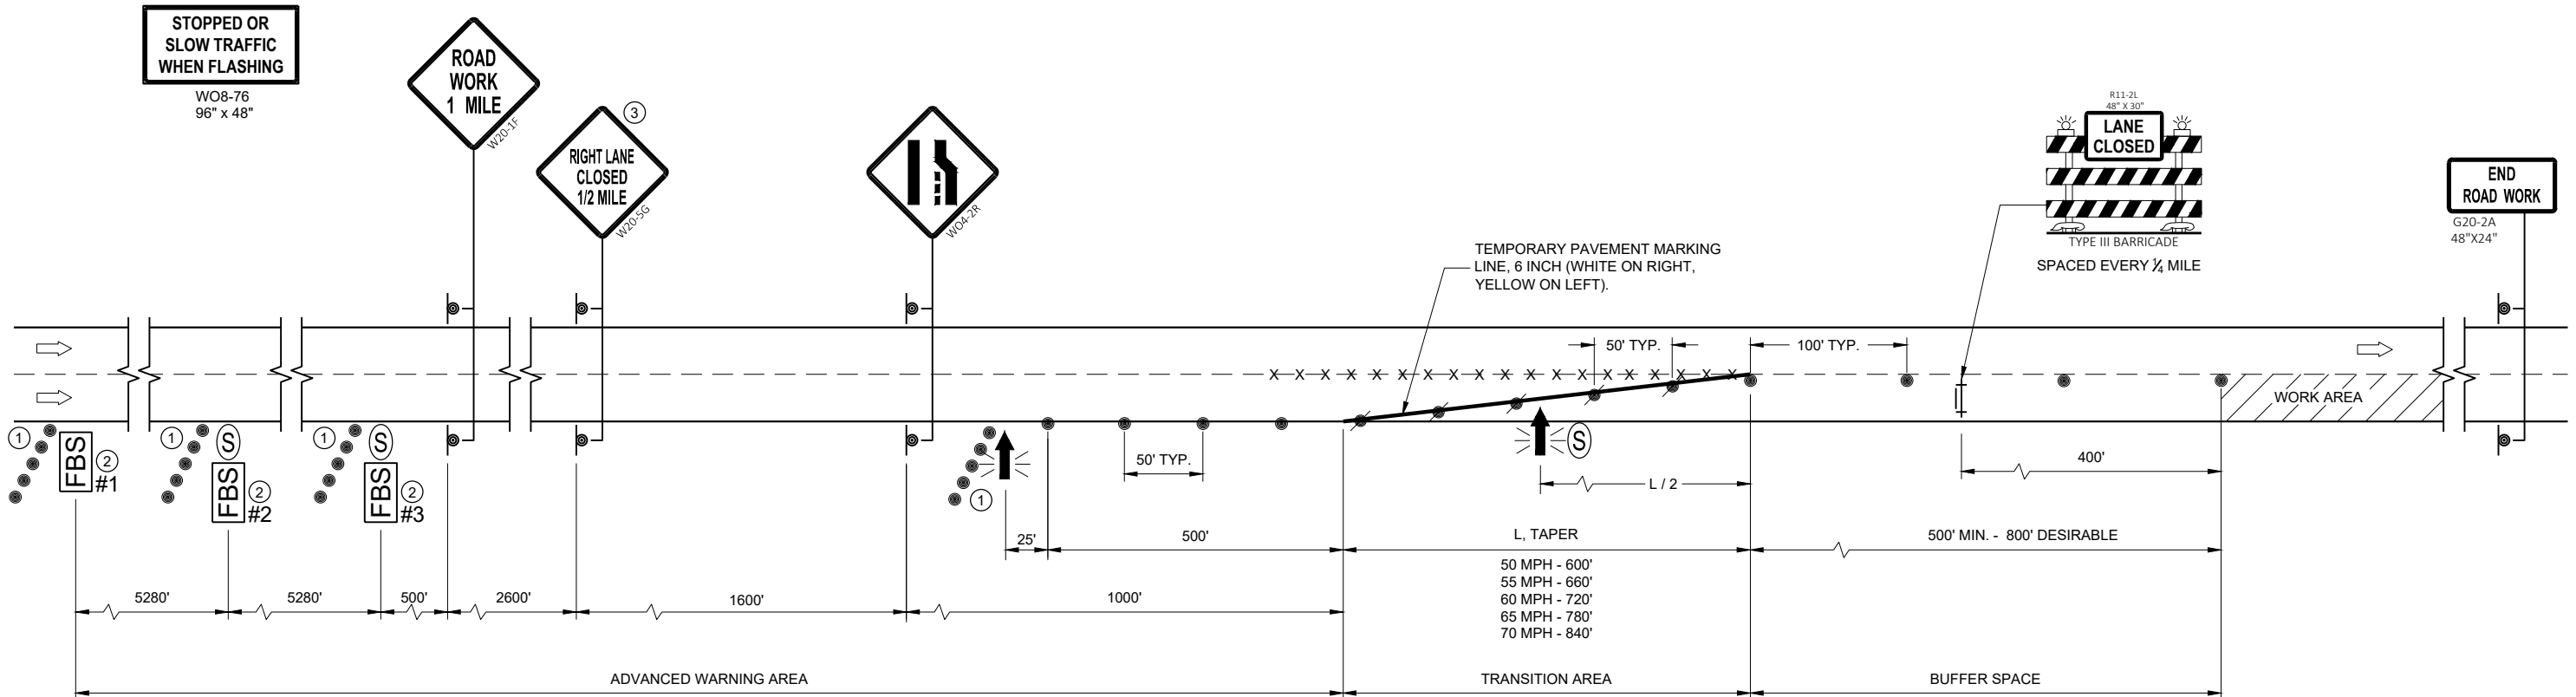 STOPPED OR
SLOW TRAFFIC
WHEN FLASHING
WO8-76
96" x 48"
ROAD
WORK
1 MILE
W20-1F
3
RIGHT LANE
CLOSED
1/2 MILE
W20-5G
WO4-2R
R11-2L
48" X 30"
LANE
CLOSED
TYPE III BARRICADE
SPACED EVERY ¼ MILE
END
ROAD WORK
G20-2A
48"X24"
TEMPORARY PAVEMENT MARKING
LINE, 6 INCH (WHITE ON RIGHT,
YELLOW ON LEFT).
50' TYP.
100' TYP.
X X X X X X X X X X X X X X X X X X X
WORK AREA
1
FBS
2
#1
1
S
FBS
2
#2
1
S
FBS
2
#3
1
50' TYP.
S
L / 2
400'
25'
500'
L, TAPER
50 MPH - 600'
55 MPH - 660'
60 MPH - 720'
65 MPH - 780'
70 MPH - 840'
500' MIN. - 800' DESIRABLE
5280'
5280'
500'
2600'
1600'
1000'
ADVANCED WARNING AREA
TRANSITION AREA
BUFFER SPACE